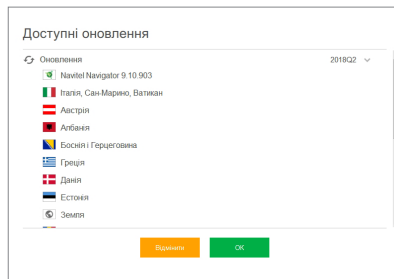 Доступні оновлення
Оновлення 2018Q2
Navitel Navigator 9.10.903
Італія, Сан-Марино, Ватикан
Австрія
Албанія
Боснія і Герцеговина
Греція
Данія
Естонія
Земля
Відмінити OK